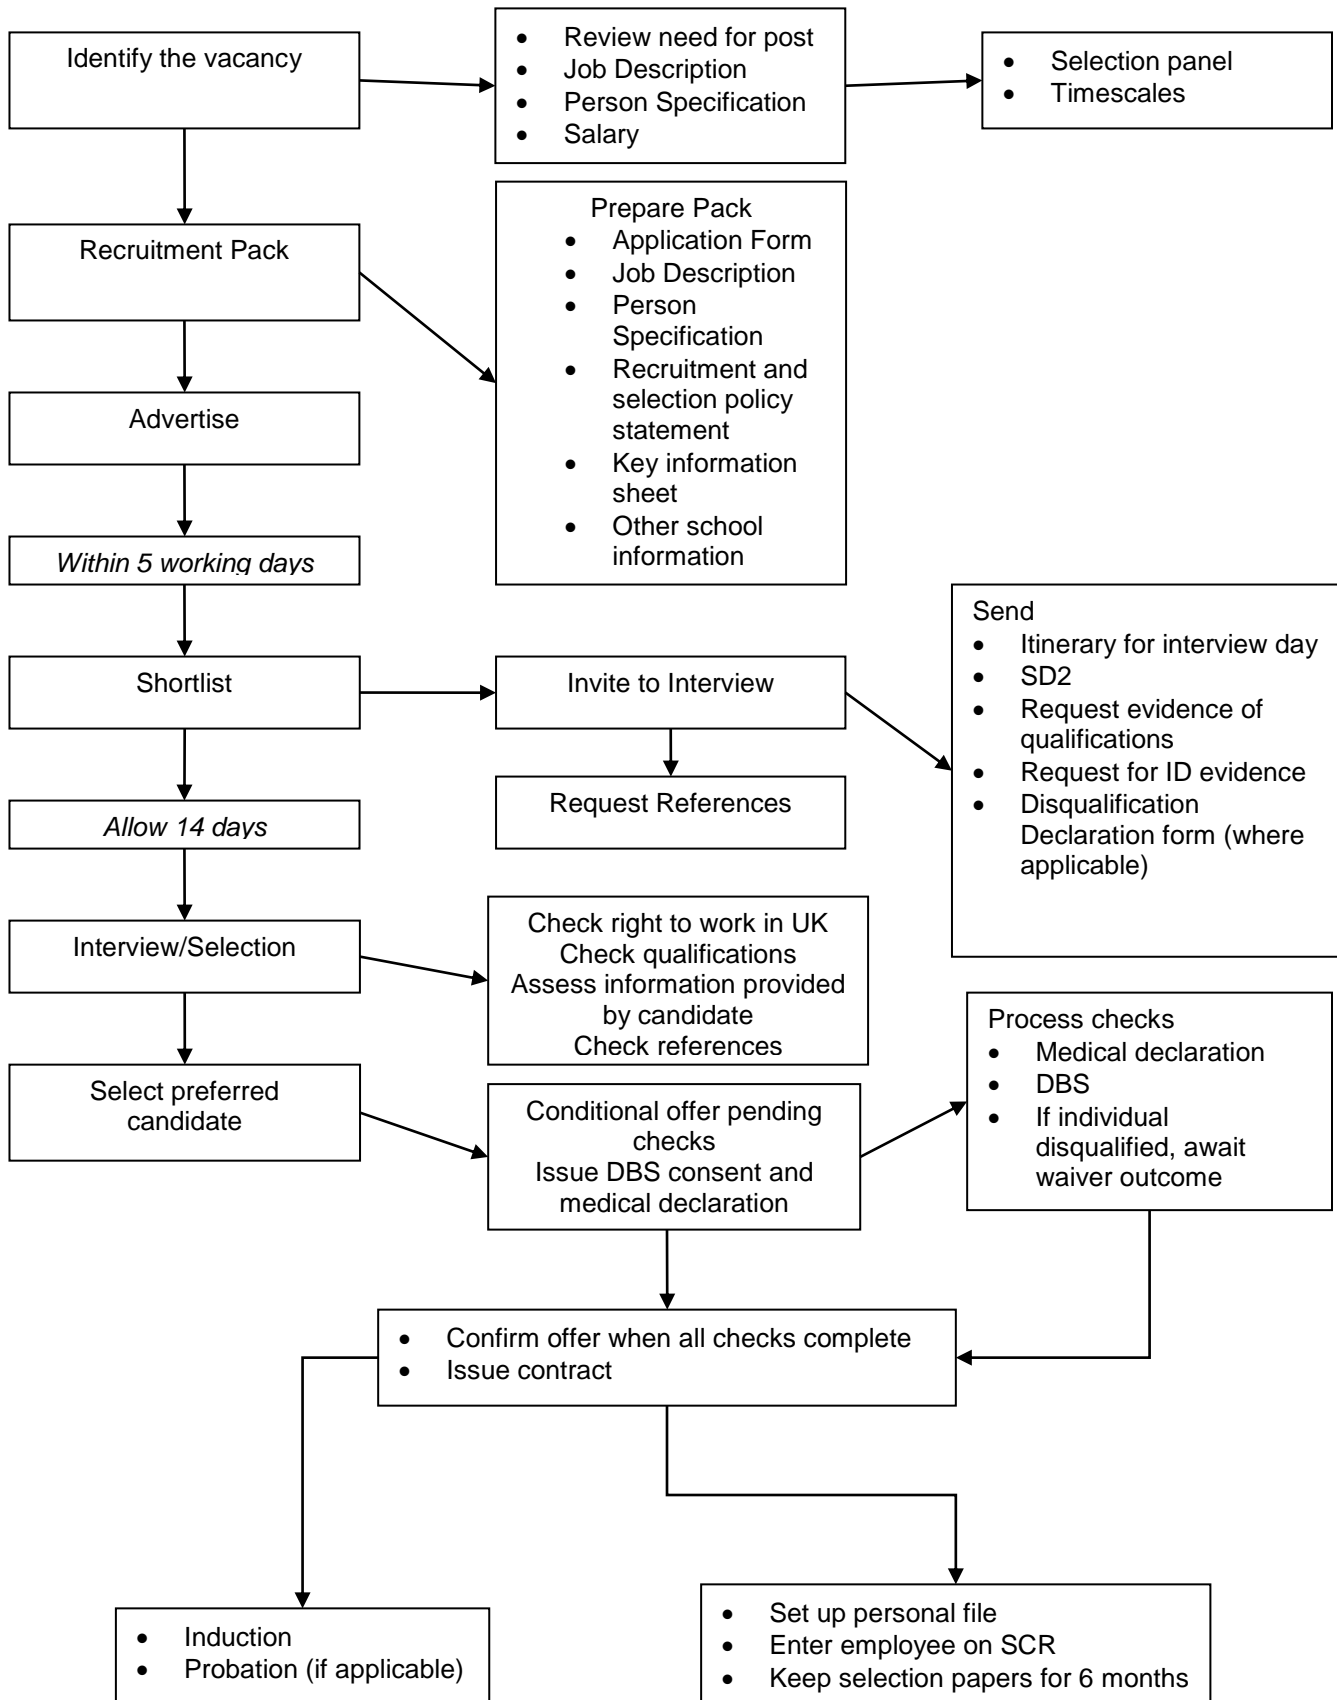 Identify the vacancy
• Review need for post
• Job Description
• Person Specification
• Salary
• Selection panel
• Timescales
Recruitment Pack
Prepare Pack
• Application Form
• Job Description
• Person
Specification
• Recruitment and
selection policy
statement
• Key information
sheet
• Other school
information
Advertise
Within 5 working days
Shortlist
Invite to Interview
Send
• Itinerary for interview day
• SD2
• Request evidence of
qualifications
• Request for ID evidence
• Disqualification
Declaration form (where
applicable)
Request References
Allow 14 days
Interview/Selection
Check right to work in UK
Check qualifications
Assess information provided
by candidate
Check references
Select preferred
candidate
Conditional offer pending
checks
Issue DBS consent and
medical declaration
Process checks
• Medical declaration
• DBS
• If individual
disqualified, await
waiver outcome
• Confirm offer when all checks complete
• Issue contract
• Induction
• Probation (if applicable)
• Set up personal file
• Enter employee on SCR
• Keep selection papers for 6 months